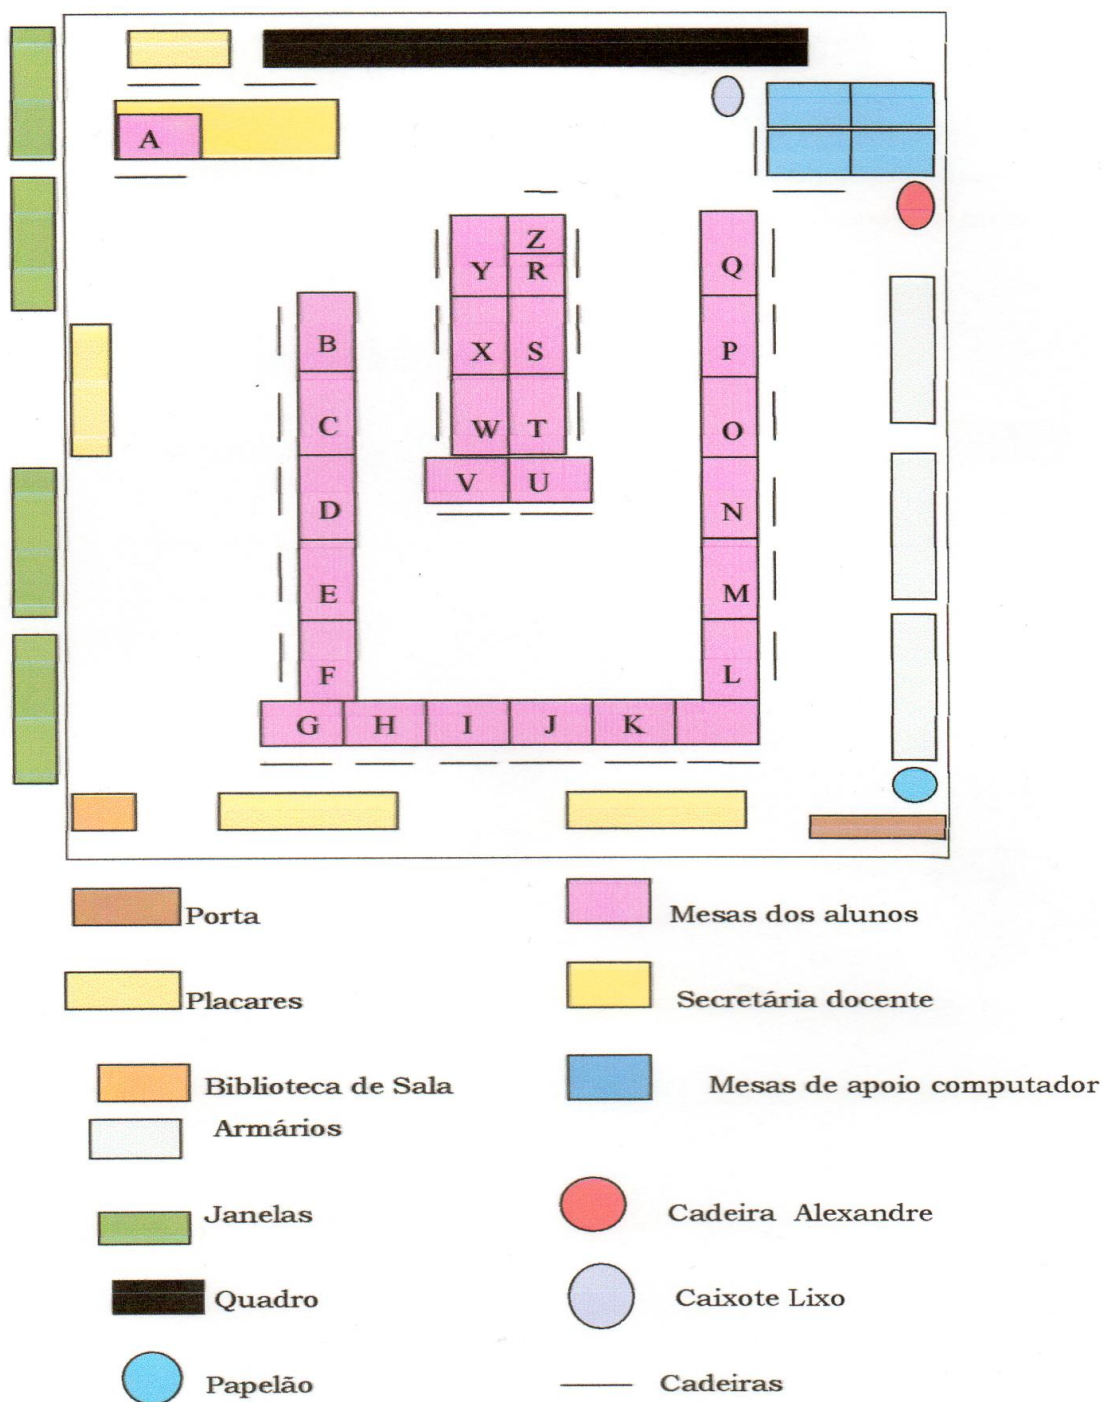 A
Z
Y R Q
B X S P
C W T O
V U
D N
E M
F L
G H I J K
Porta
Mesas dos alunos
Placares
Secretária docente
Biblioteca de Sala
Mesas de apoio computador
Armários
Janelas
Cadeira Alexandre
Quadro
Caixote Lixo
Papelão
Cadeiras